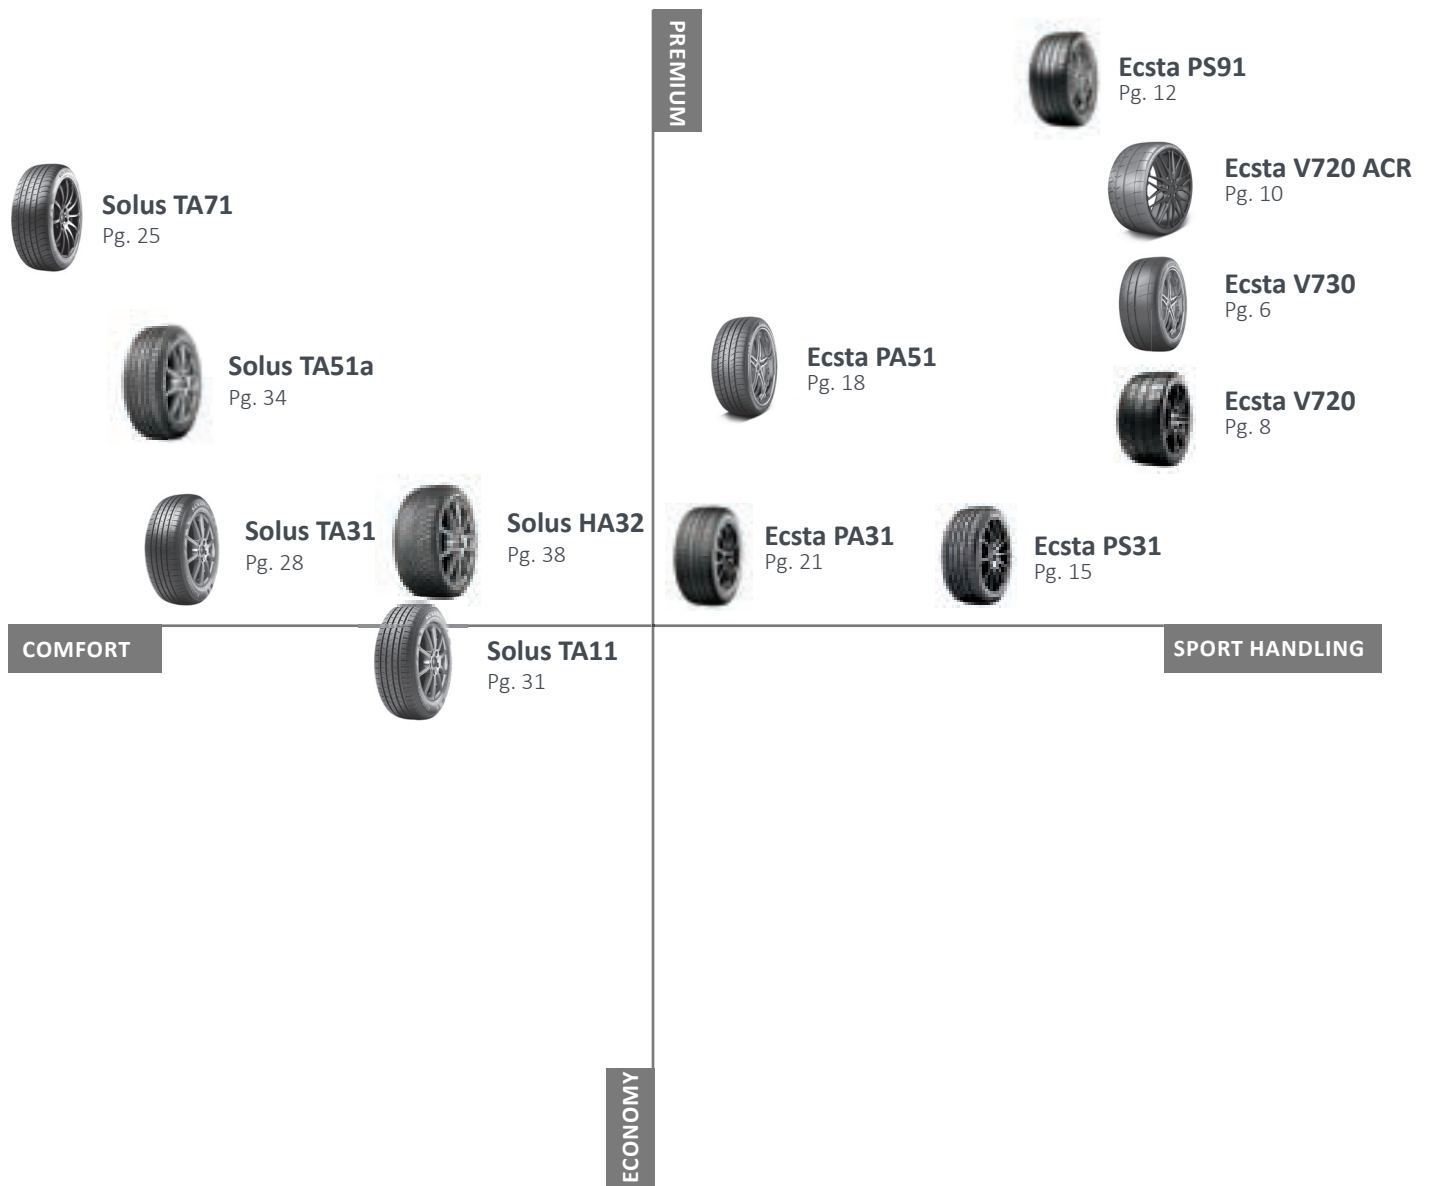 PREMIUM
Ecsta PS91
Pg. 12
Ecsta V720 ACR
Pg. 10
Solus TA71
Pg. 25
Ecsta V730
Pg. 6
Ecsta PA51
Pg. 18
Solus TA51a
Pg. 34
Ecsta V720
Pg. 8
Solus TA31
Pg. 28
Solus HA32
Pg. 38
Ecsta PA31
Pg. 21
Ecsta PS31
Pg. 15
COMFORT
SPORT HANDLING
Solus TA11
Pg. 31
ECONOMY